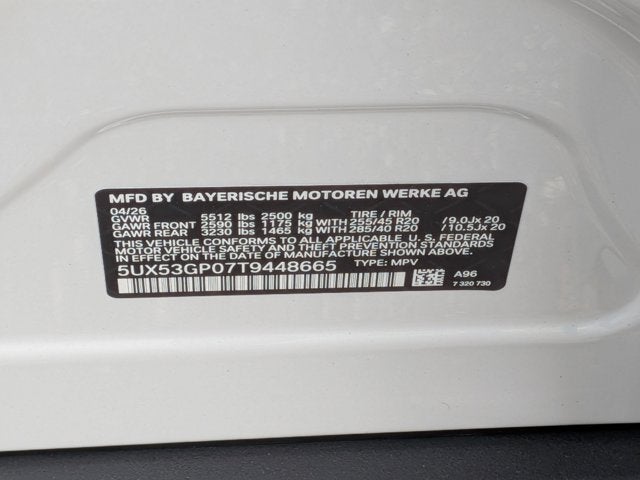 MFD BY BAYERISCHE MOTOREN WERKE AG
04/26
GVWR 5512 lbs 2500 kg TIRE / RIM
GAWR FRONT 2590 lbs 1175 kg WITH 255/45 R20 /9.0Jx 20
GAWR REAR 3230 lbs 1465 kg WITH 285/40 R20 /10.5Jx 20
THIS VEHICLE CONFORMS TO ALL APPLICABLE U. S. FEDERAL
MOTOR VEHICLE SAFETY, BUMPER, AND THEFT PREVENTION STANDARDS
IN EFFECT ON THE DATE OF MANUFACTURE SHOWN ABOVE.
5UX53GP07T9448665 TYPE: MPV
A96
7 320 730